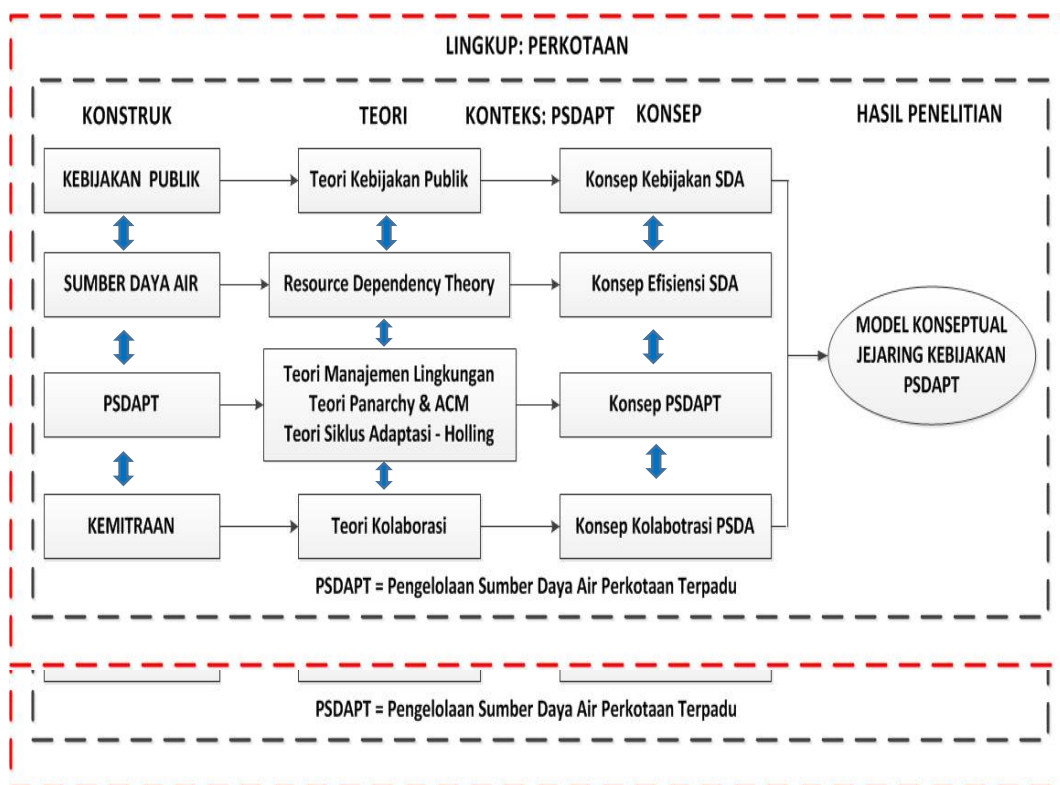 LINGKUP: PERKOTAAN
KONSTRUK TEORI KONTEKS: PSDAPT KONSEP HASIL PENELITIAN
KEBIJAKAN PUBLIK
Teori Kebijakan Publik
Konsep Kebijakan SDA
SUMBER DAYA AIR
Resource Dependency Theory
Konsep Efisiensi SDA
PSDAPT
Teori Manajemen Lingkungan
Teori Panarchy & ACM
Teori Siklus Adaptasi - Holling
Konsep PSDAPT
KEMITRAAN
Teori Kolaborasi
Konsep Kolabotrasi PSDA
MODEL KONSEPTUAL
JEJARING KEBIJAKAN
PSDAPT
PSDAPT = Pengelolaan Sumber Daya Air Perkotaan Terpadu
PSDAPT = Pengelolaan Sumber Daya Air Perkotaan Terpadu